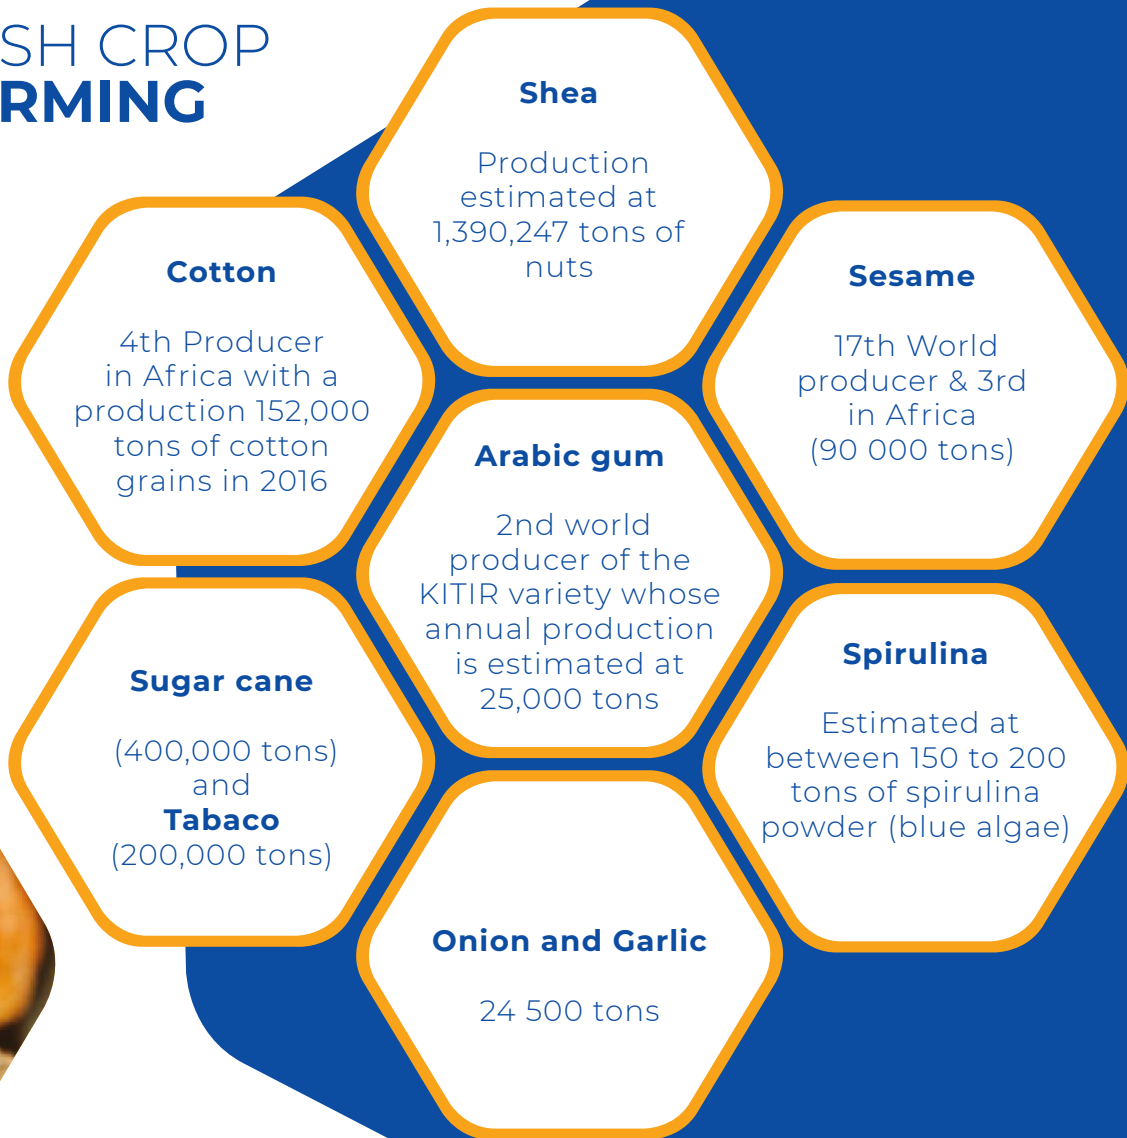 SH CROP
RMING
Shea
Production
estimated at
1,390,247 tons of
nuts
Cotton
4th Producer
in Africa with a
production 152,000
tons of cotton
grains in 2016
Sesame
17th World
producer & 3rd
in Africa
(90 000 tons)
Arabic gum
2nd world
producer of the
KITIR variety whose
annual production
is estimated at
25,000 tons
Sugar cane
(400,000 tons)
and
Tabaco
(200,000 tons)
Spirulina
Estimated at
between 150 to 200
tons of spirulina
powder (blue algae)
Onion and Garlic
24 500 tons